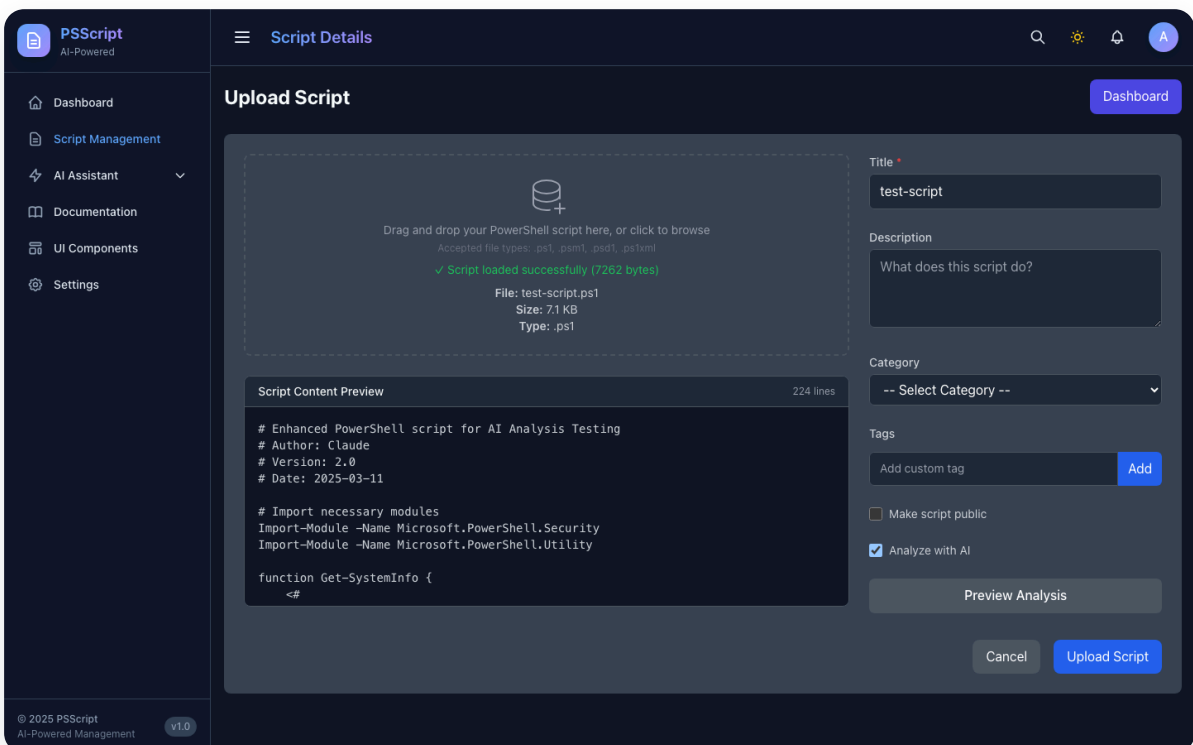 PSScript
AI-Powered
Dashboard
Script Management
AI Assistant
Documentation
UI Components
Settings
© 2025 PSScript
AI-Powered Management
v1.0
Script Details
A
Upload Script
Dashboard
Drag and drop your PowerShell script here, or click to browse
Accepted file types: .ps1, .psm1, .psd1, .ps1xml
✓ Script loaded successfully (7262 bytes)
File: test-script.ps1
Size: 7.1 KB
Type: .ps1
Script Content Preview
224 lines
# Enhanced PowerShell script for AI Analysis Testing
# Author: Claude
# Version: 2.0
# Date: 2025-03-11
# Import necessary modules
Import-Module -Name Microsoft.PowerShell.Security
Import-Module -Name Microsoft.PowerShell.Utility
function Get-SystemInfo {
<#
Title *
test-script
Description
What does this script do?
Category
-- Select Category --
Tags
Add custom tag
Add
Make script public
Analyze with AI
Preview Analysis
Cancel
Upload Script